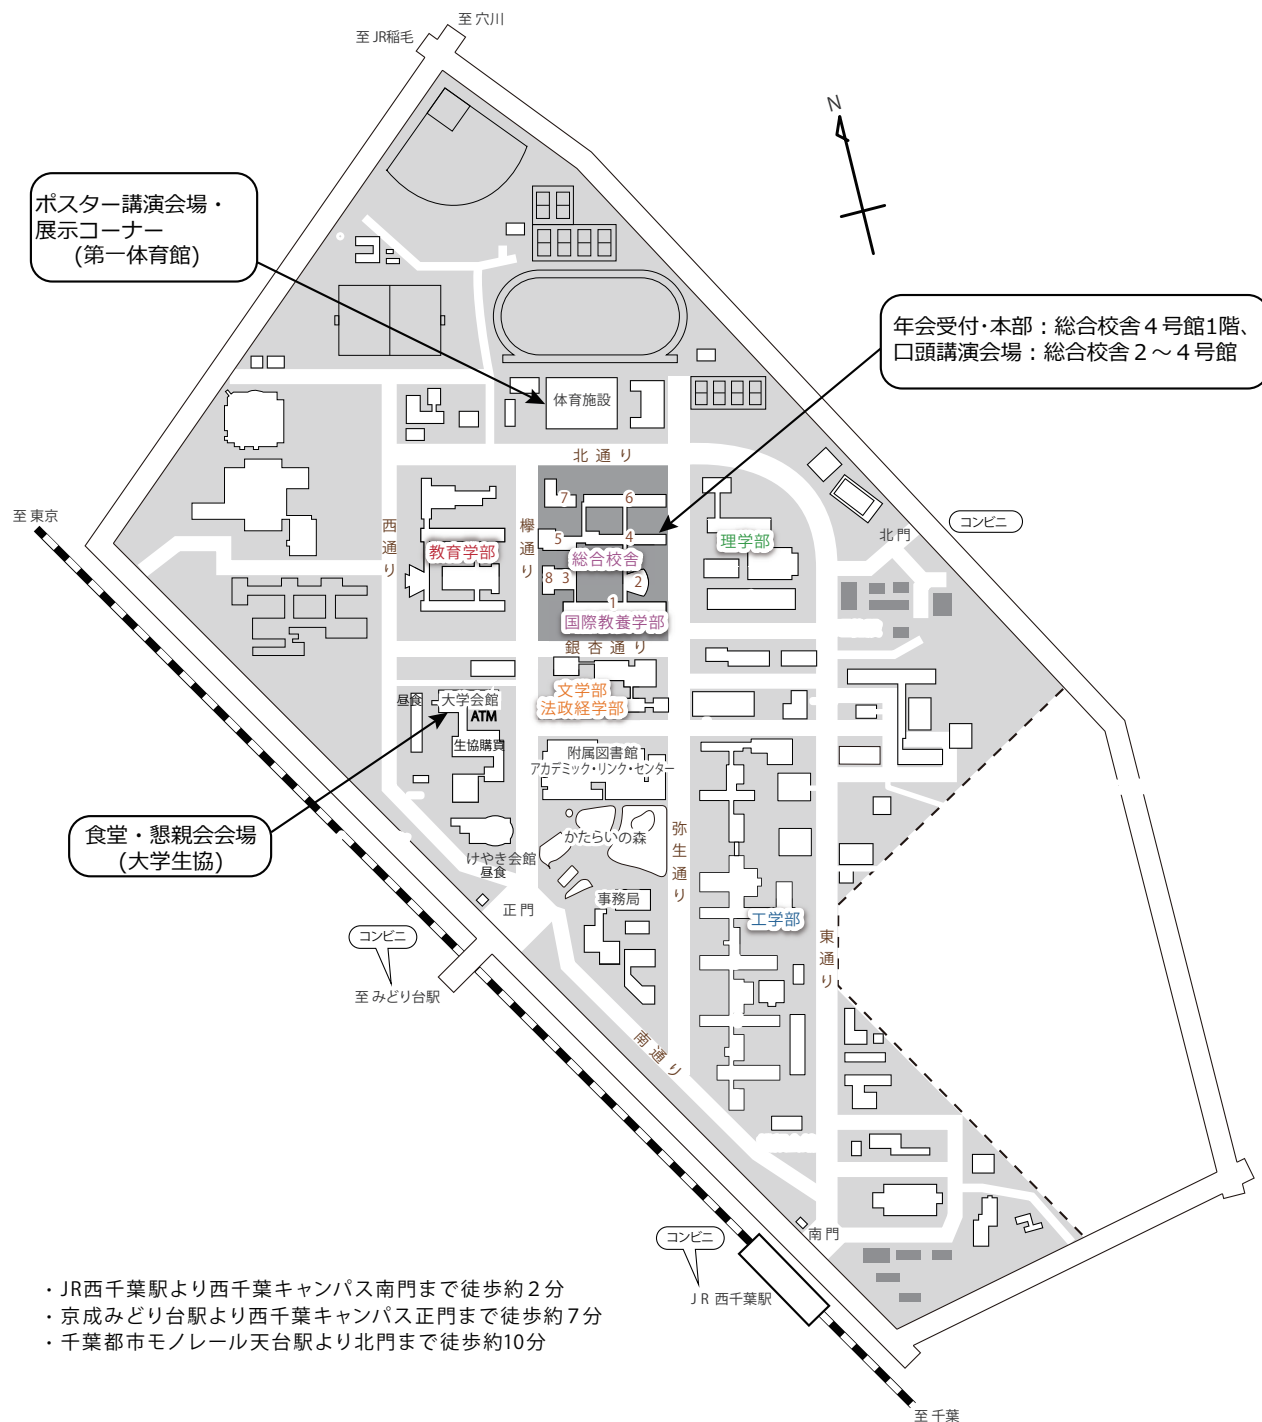 至 穴川
至 JR稲毛
N
ポスター講演会場・
展示コーナー
(第一体育館)
年会受付・本部：総合校舎４号館1階、
口頭講演会場：総合校舎２～４号館
体育施設
北通り
至 東京
西通り
欅通り
7
6
5
4
総合校舎
8
3
2
1
教育学部
理学部
北門
コンビニ
国際教養学部
銀杏通り
昼食
大学会館
ATM
生協購買
文学部
法政経学部
附属図書館
アカデミック・リンク・センター
食堂・懇親会会場
(大学生協)
かたらいの森
弥生通り
けやき会館
昼食
事務局
正門
工学部
東通り
コンビニ
至 みどり台駅
南通り
南門
コンビニ
JR 西千葉駅
・JR西千葉駅より西千葉キャンパス南門まで徒歩約２分
・京成みどり台駅より西千葉キャンパス正門まで徒歩約７分
・千葉都市モノレール天台駅より北門まで徒歩約10分
至 千葉